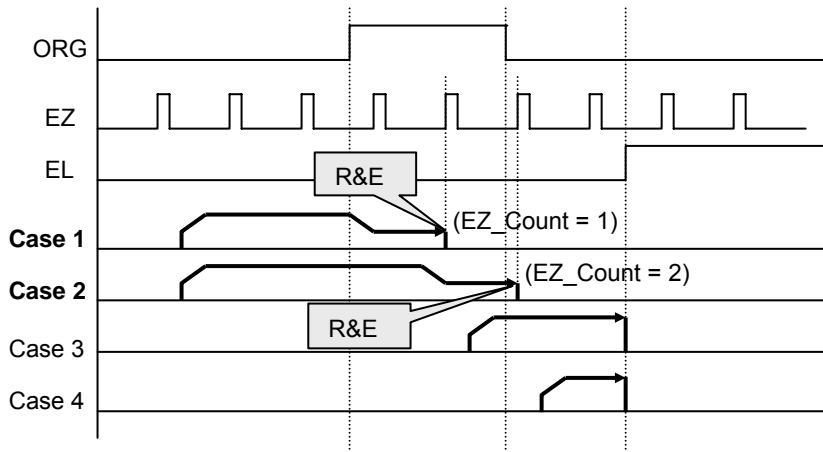 ORG
EZ
EL
R&E
(EZ_Count = 1)
Case 1
(EZ_Count = 2)
Case 2
R&E
Case 3
Case 4